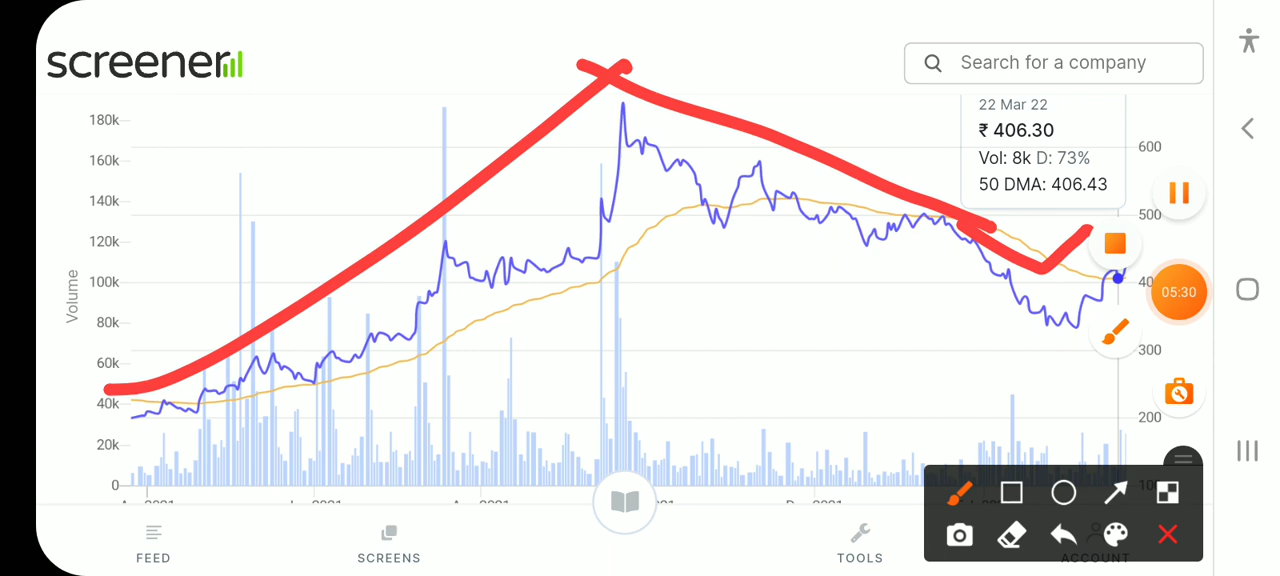 screener
Search for a company
22 Mar 22
₹ 406.30
Vol: 8k D: 73%
50 DMA: 406.43
180k
160k
140k
120k
100k
80k
60k
40k
20k
0
Volume
600
500
300
200
05:30
FEED
SCREENS
TOOLS
ACCOUNT